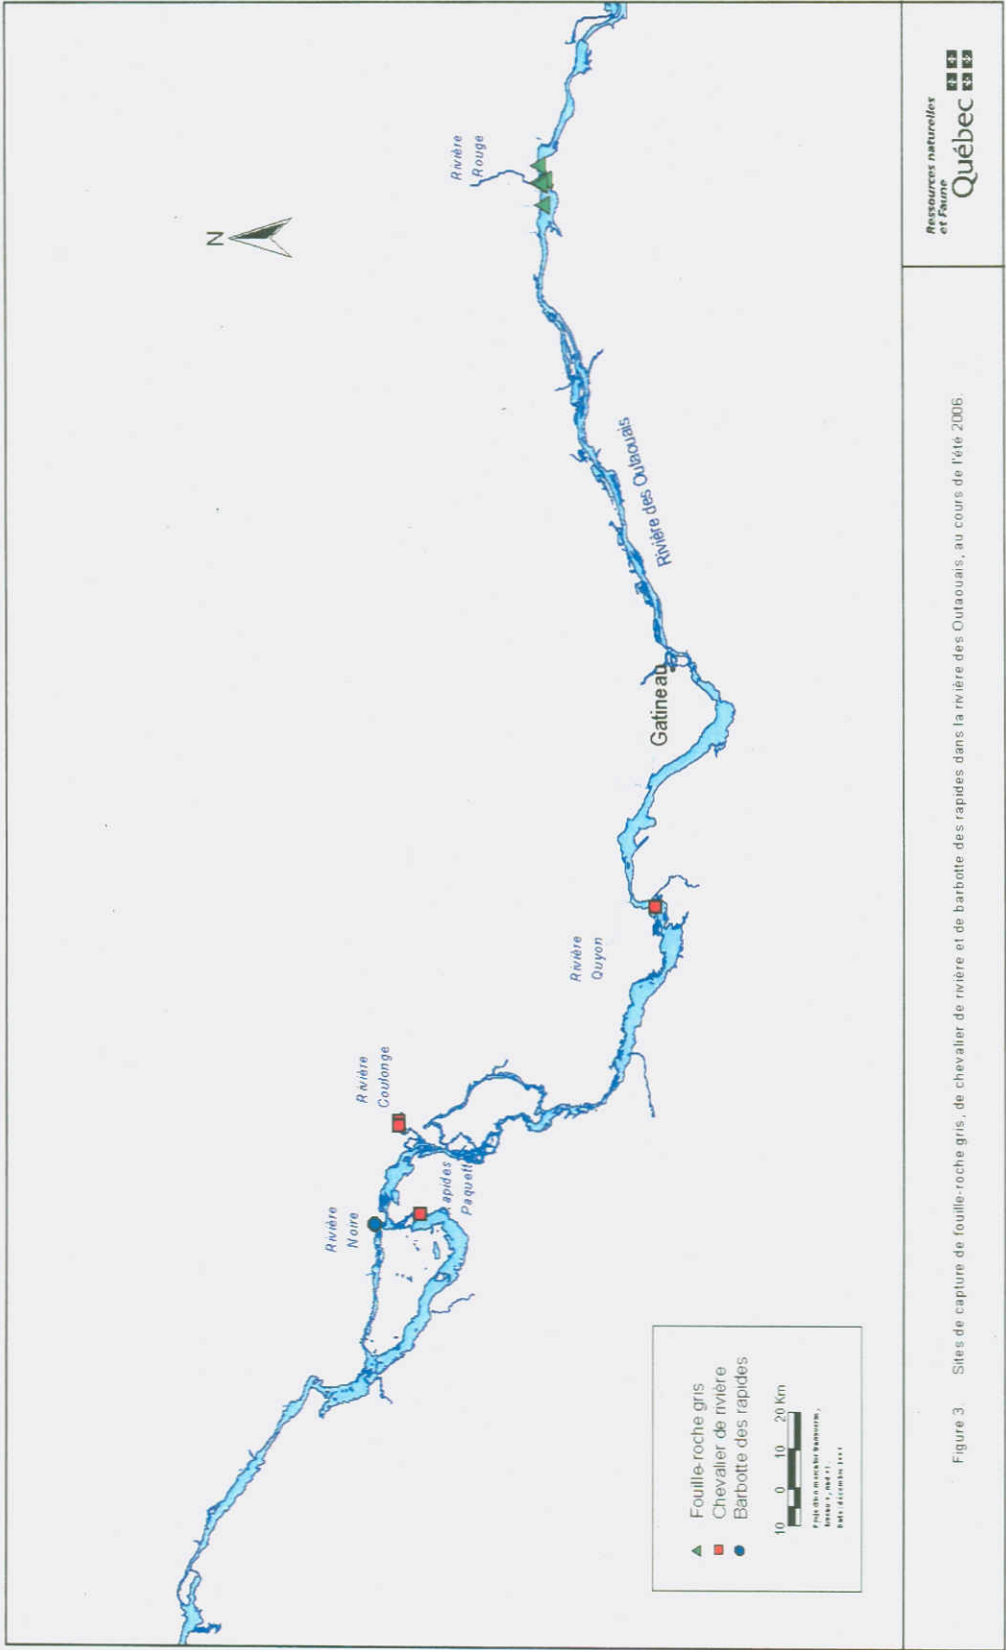 Rivière
Noire
Rivière
Coulonge
Rapides
Paquett
Rivière
Quyon
Gatineau
Rivière des Outaouais
Rivière
Rouge
N
Fouille-roche gris
Chevalier de rivière
Barbotte des rapides
10 0 10 20 Km
Figure 3 Sites de capture de fouille-roche gris, de chevalier de rivière et de barbotte des rapides dans la rivière des Outaouais, au cours de l'été 2006.
Ressources naturelles
et Faune
Québec